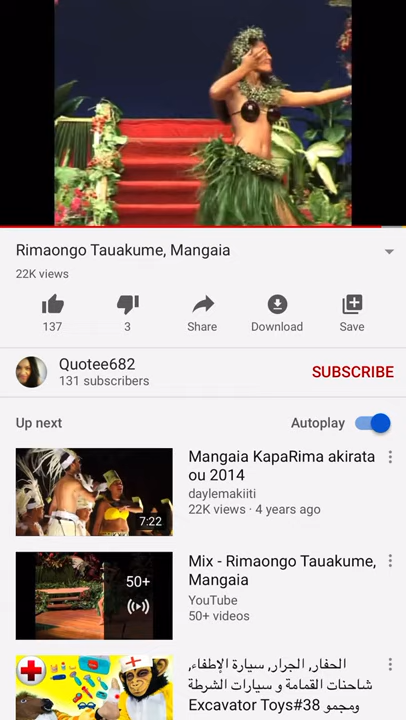 Rimaongo Tauakume, Mangaia
22K views
137
3
Share
Download
Save
Quotee682
131 subscribers
SUBSCRIBE
Up next
Autoplay
7:22
Mangaia KapaRima akirata
ou 2014
daylemakiiti
22K views · 4 years ago
50+
Mix - Rimaongo Tauakume,
Mangaia
YouTube
50+ videos
الحفار, الجرار, سيارة الإطفاء,
شاحنات القمامة و سيارات الشرطة
ومجمو Excavator Toys#38